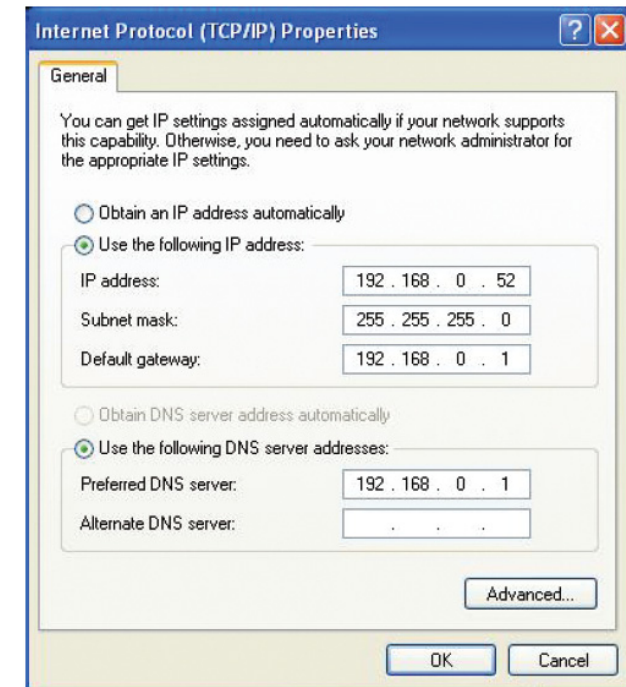 Internet Protocol (TCP/IP) Properties
General
You can get IP settings assigned automatically if your network supports
this capability. Otherwise, you need to ask your network administrator for
the appropriate IP settings.
Obtain an IP address automatically
Use the following IP address:
IP address: 192 . 168 . 0 . 52
Subnet mask: 255 . 255 . 255 . 0
Default gateway: 192 . 168 . 0 . 1
Obtain DNS server address automatically
Use the following DNS server addresses:
Preferred DNS server: 192 . 168 . 0 . 1
Alternate DNS server: . . .
Advanced...
OK Cancel